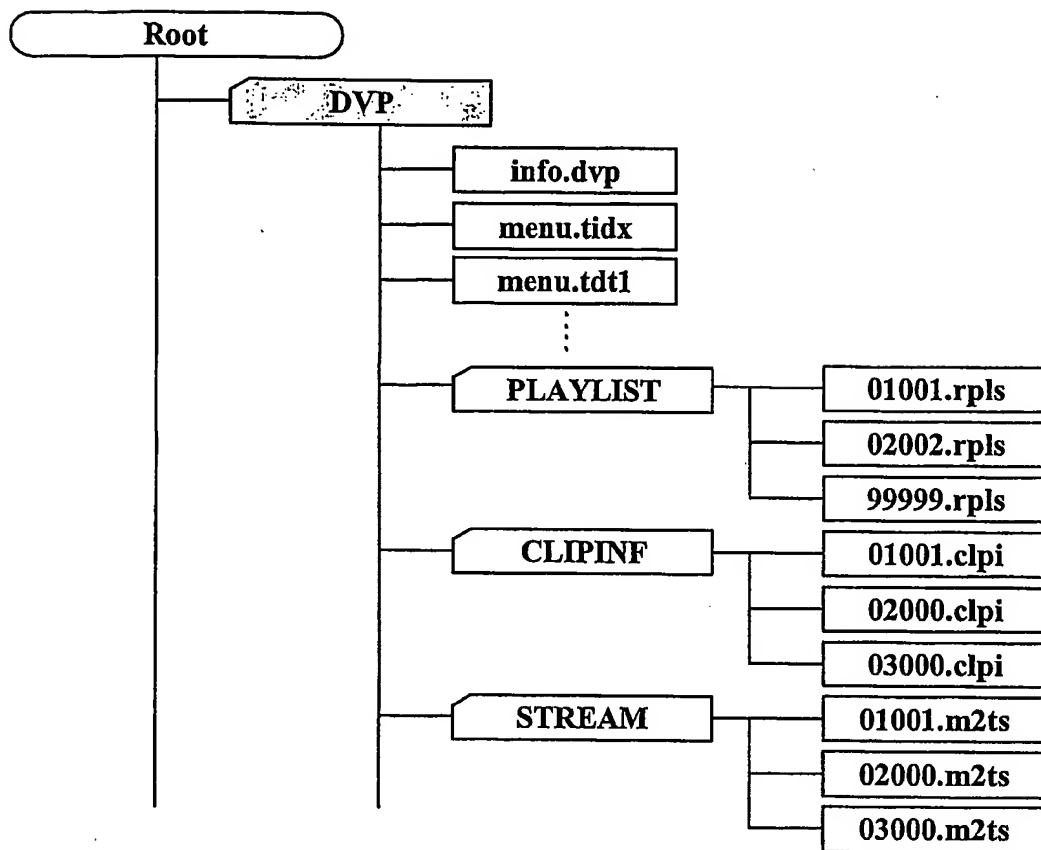 Root
DVP
info.dvp
menu.tidx
menu.tdt1
PLAYLIST
01001.rpls
02002.rpls
99999.rpls
CLIPINF
01001.clpi
02000.clpi
03000.clpi
STREAM
01001.m2ts
02000.m2ts
03000.m2ts